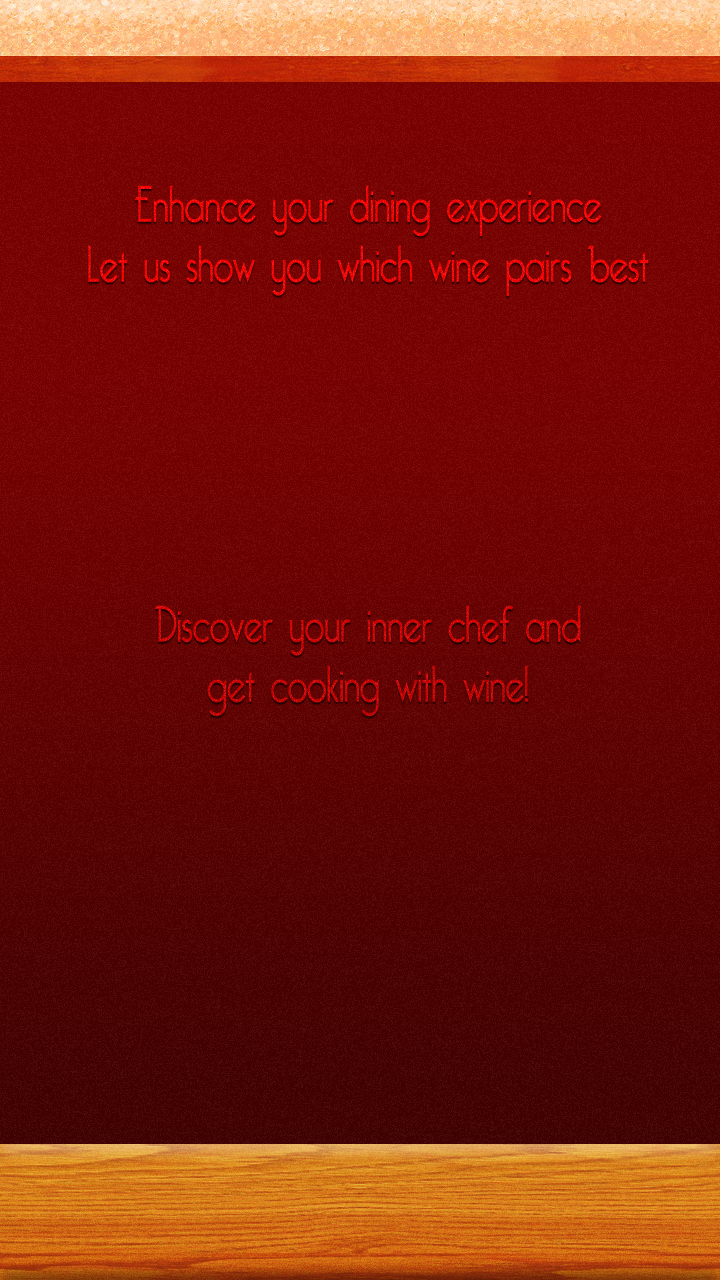 Enhance your dining experience
Let us show you which wine pairs best
Discover your inner chef and
get cooking with wine!